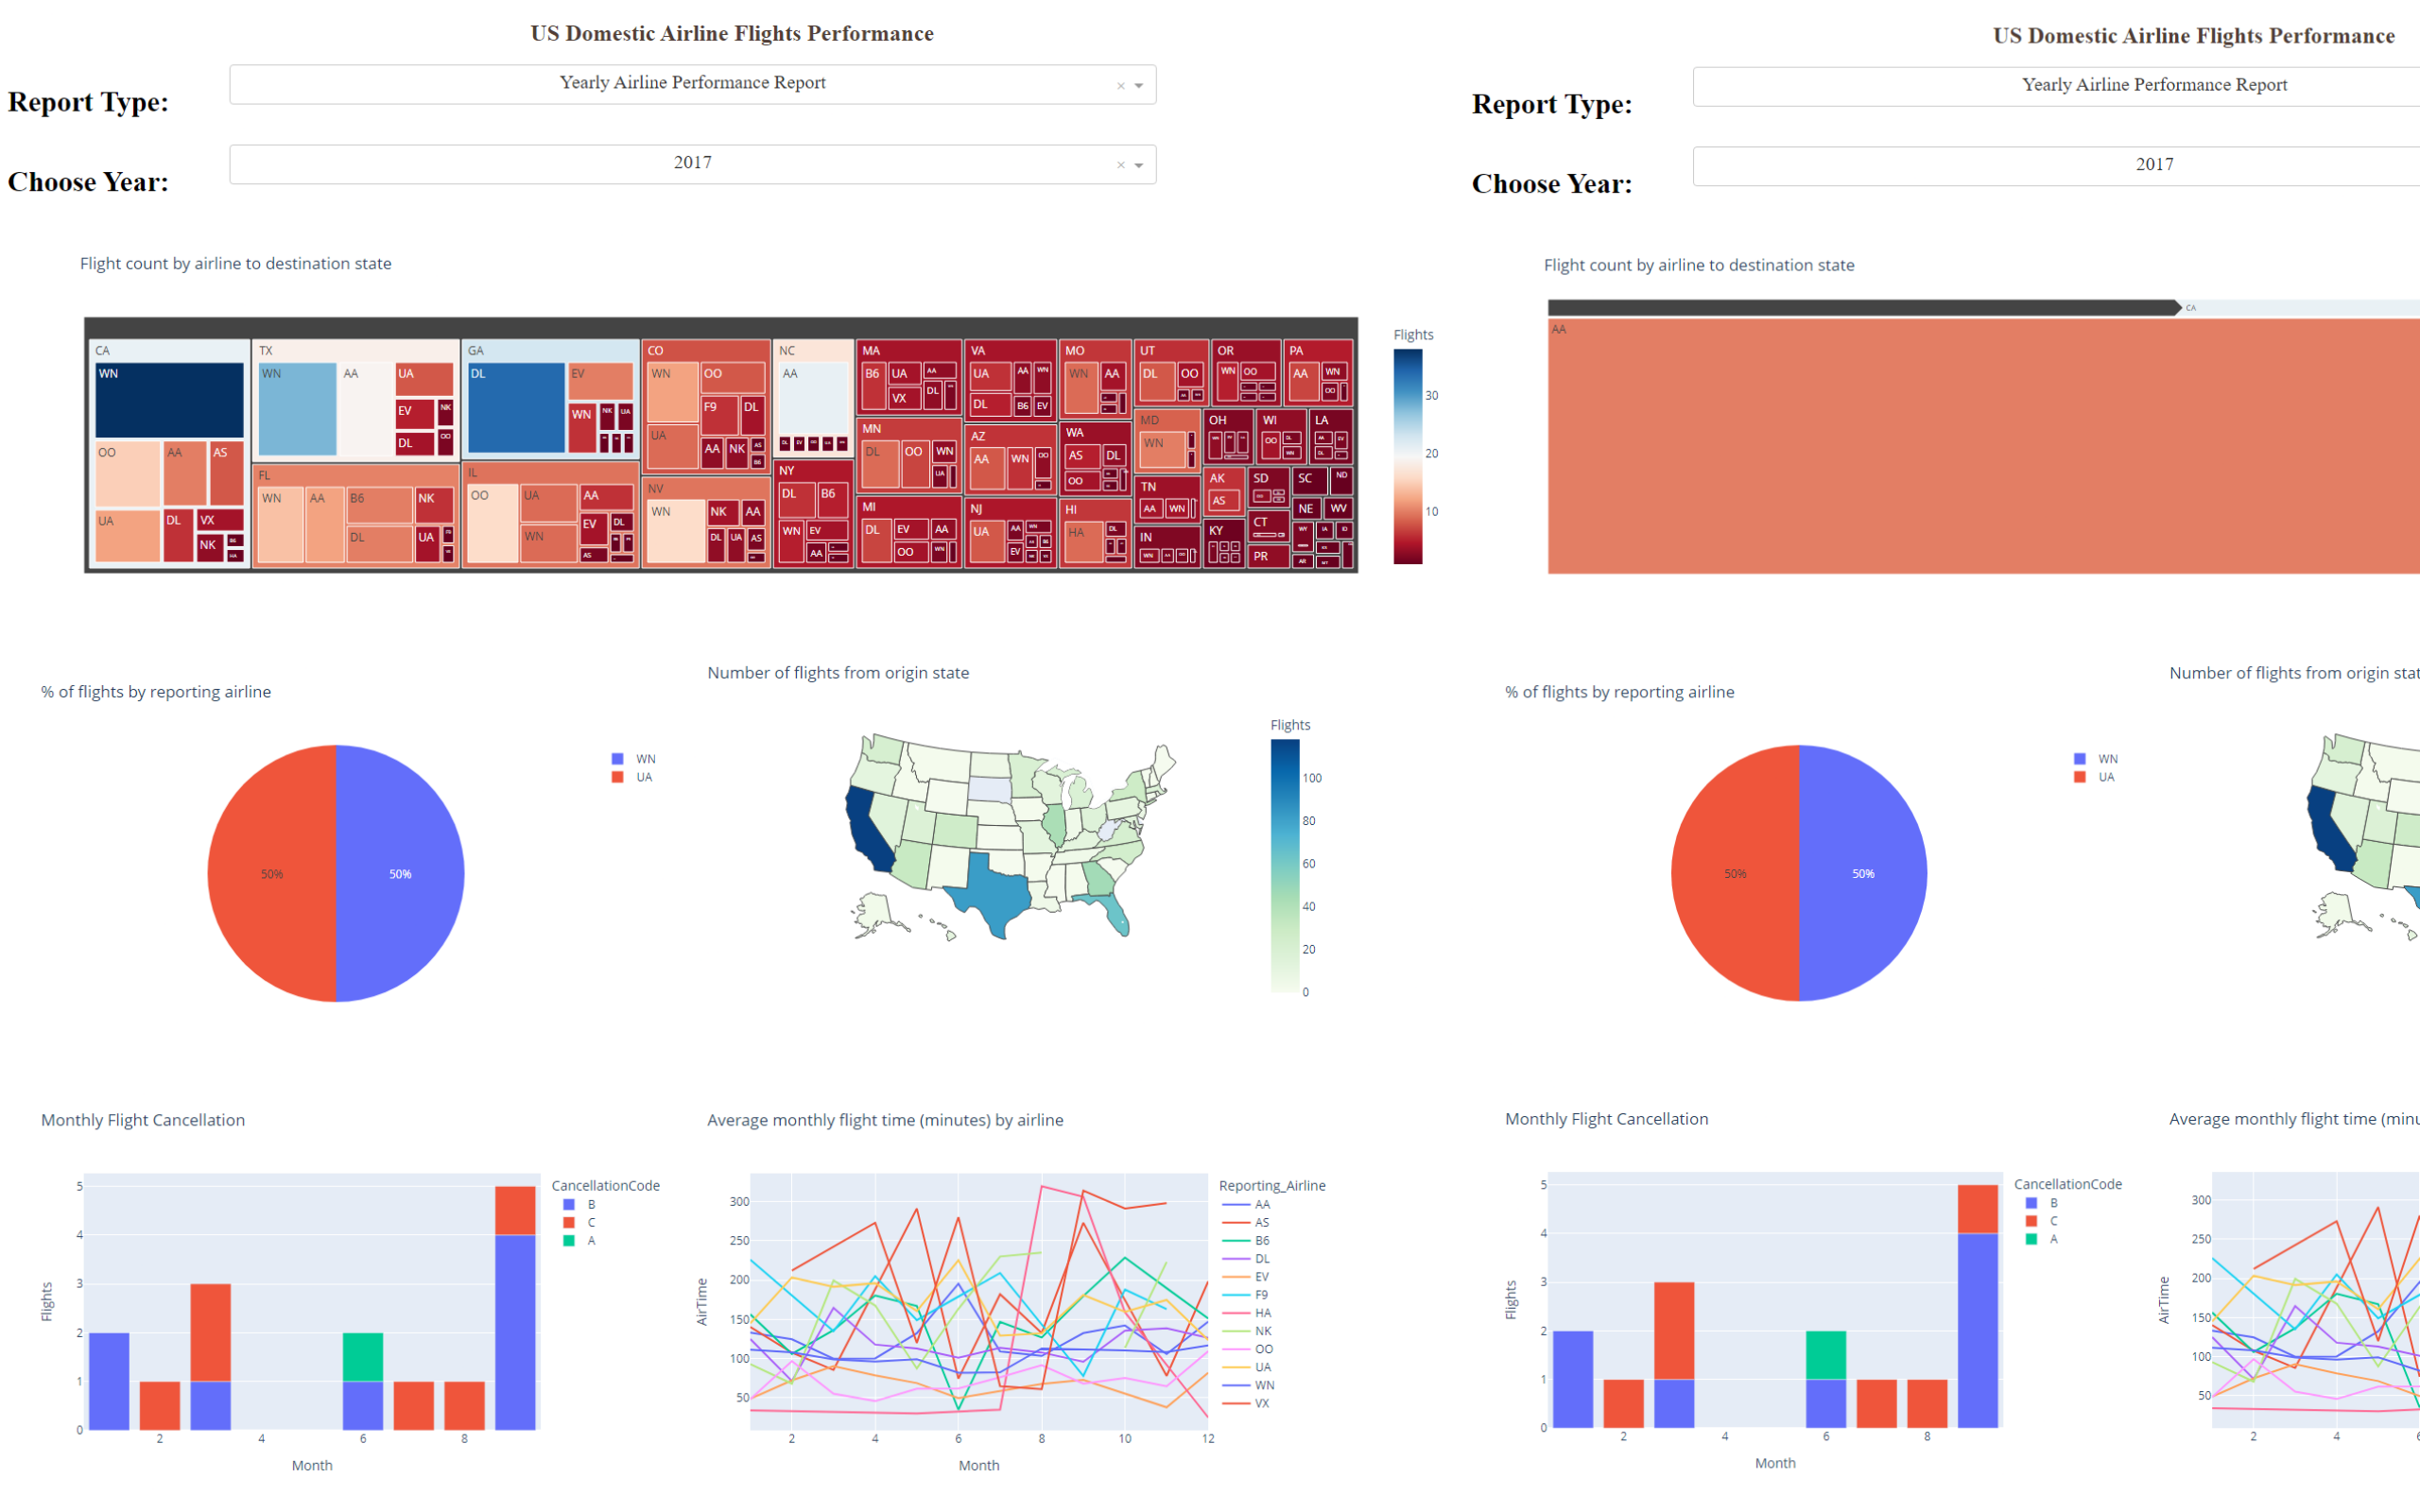 US Domestic Airline Flights Performance
Report Type:
Yearly Airline Performance Report
Choose Year:
2017
Flight count by airline to destination state
CA TX GA CO NC MA VA MO UT OR PA
WN WN AA UA DL EV WN OO AA B6 UA AA UA AA WN WN AA DL OO WN OO AA WN
EV NK WN NK UA F9 DL VX DL DL B6 EV OO
DL OO UA AA NK AS B6
OO AA AS
MN AZ WA MD OH WI LA
DL OO WN UA AA WN OO AS DL OO WN OO
FL IL NV NY
WN AA B6 NK OO UA AA WN NK AA DL B6
DL UA WN EV DL AS DL UA AS WN EV AA
UA DL VX NK
MI NJ HI TN AK SD SC ND
DL EV AA OO WN UA AA WN EV HA DL AA WN AS
IN KY CT PR NE WV
Flights
30
20
10
% of flights by reporting airline
WN
UA
50% 50%
Number of flights from origin state
Flights
100
80
60
40
20
0
Monthly Flight Cancellation
CancellationCode
B
C
A
Flights
5
4
3
2
1
0
2 4 6 8
Month
Average monthly flight time (minutes) by airline
Reporting_Airline
AA
AS
B6
DL
EV
F9
HA
NK
OO
UA
WN
VX
AirTime
300
250
200
150
100
50
2 4 6 8 10 12
Month
US Domestic Airline Flights Performance
Report Type:
Yearly Airline Performance Report
Choose Year:
2017
Flight count by airline to destination state
CA
AA
% of flights by reporting airline
WN
UA
50% 50%
Number of flights from origin stat
Monthly Flight Cancellation
CancellationCode
B
C
A
Flights
5
4
3
2
1
0
2 4 6 8
Month
Average monthly flight time (minu
AirTime
300
250
200
150
100
50
2 4 6